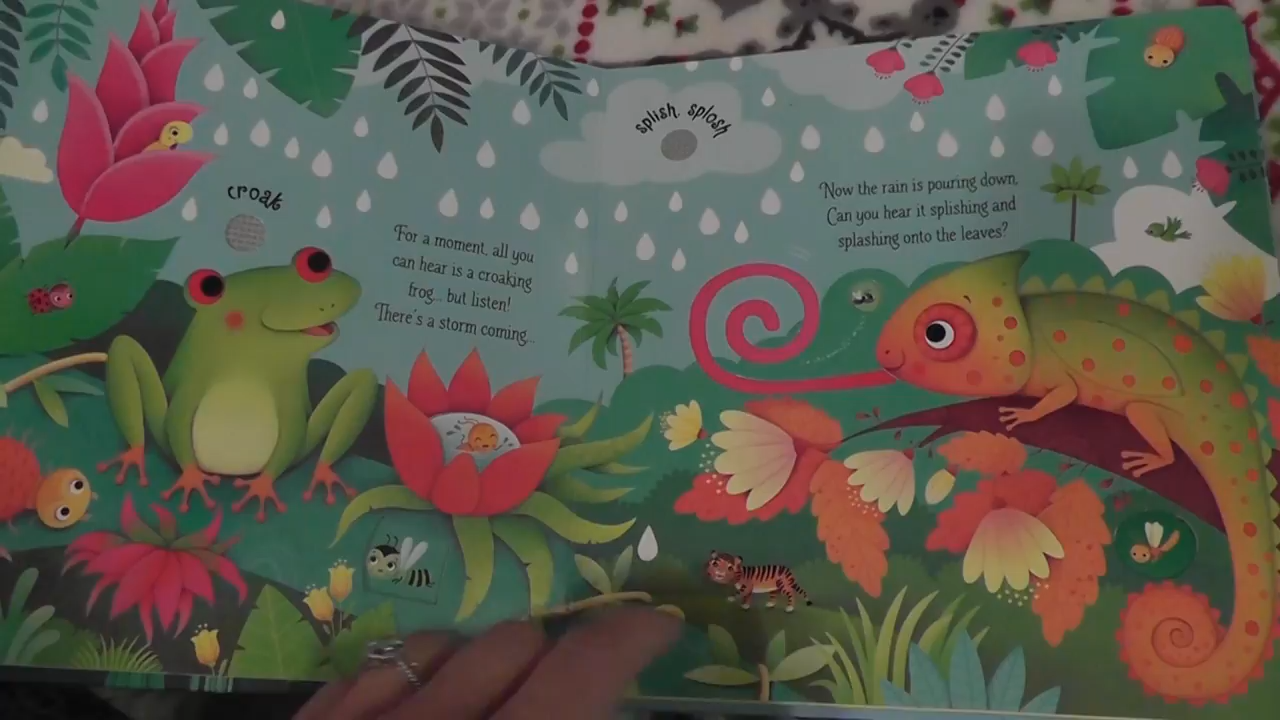 croak
For a moment, all you
can hear is a croaking
frog... but listen!
There's a storm coming...
splish, splosh
Now the rain is pouring down.
Can you hear it splishing and
splashing onto the leaves?